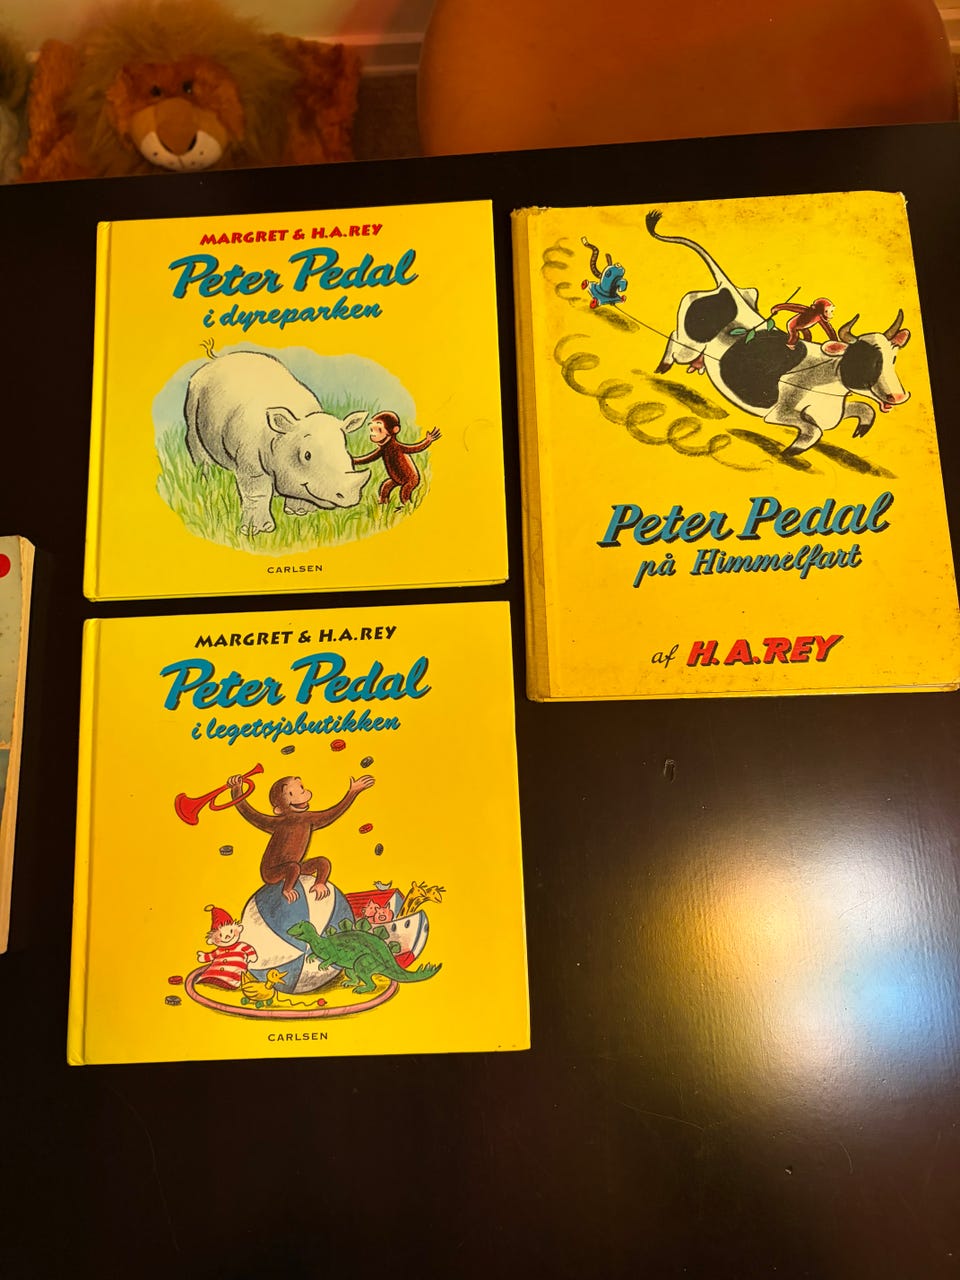 MARGRET & H.A.REY
Peter Pedal
i dyreparken
CARLSEN
Peter Pedal
på Himmelfart
af H.A.REY
MARGRET & H.A.REY
Peter Pedal
i legetøjsbutikken
CARLSEN